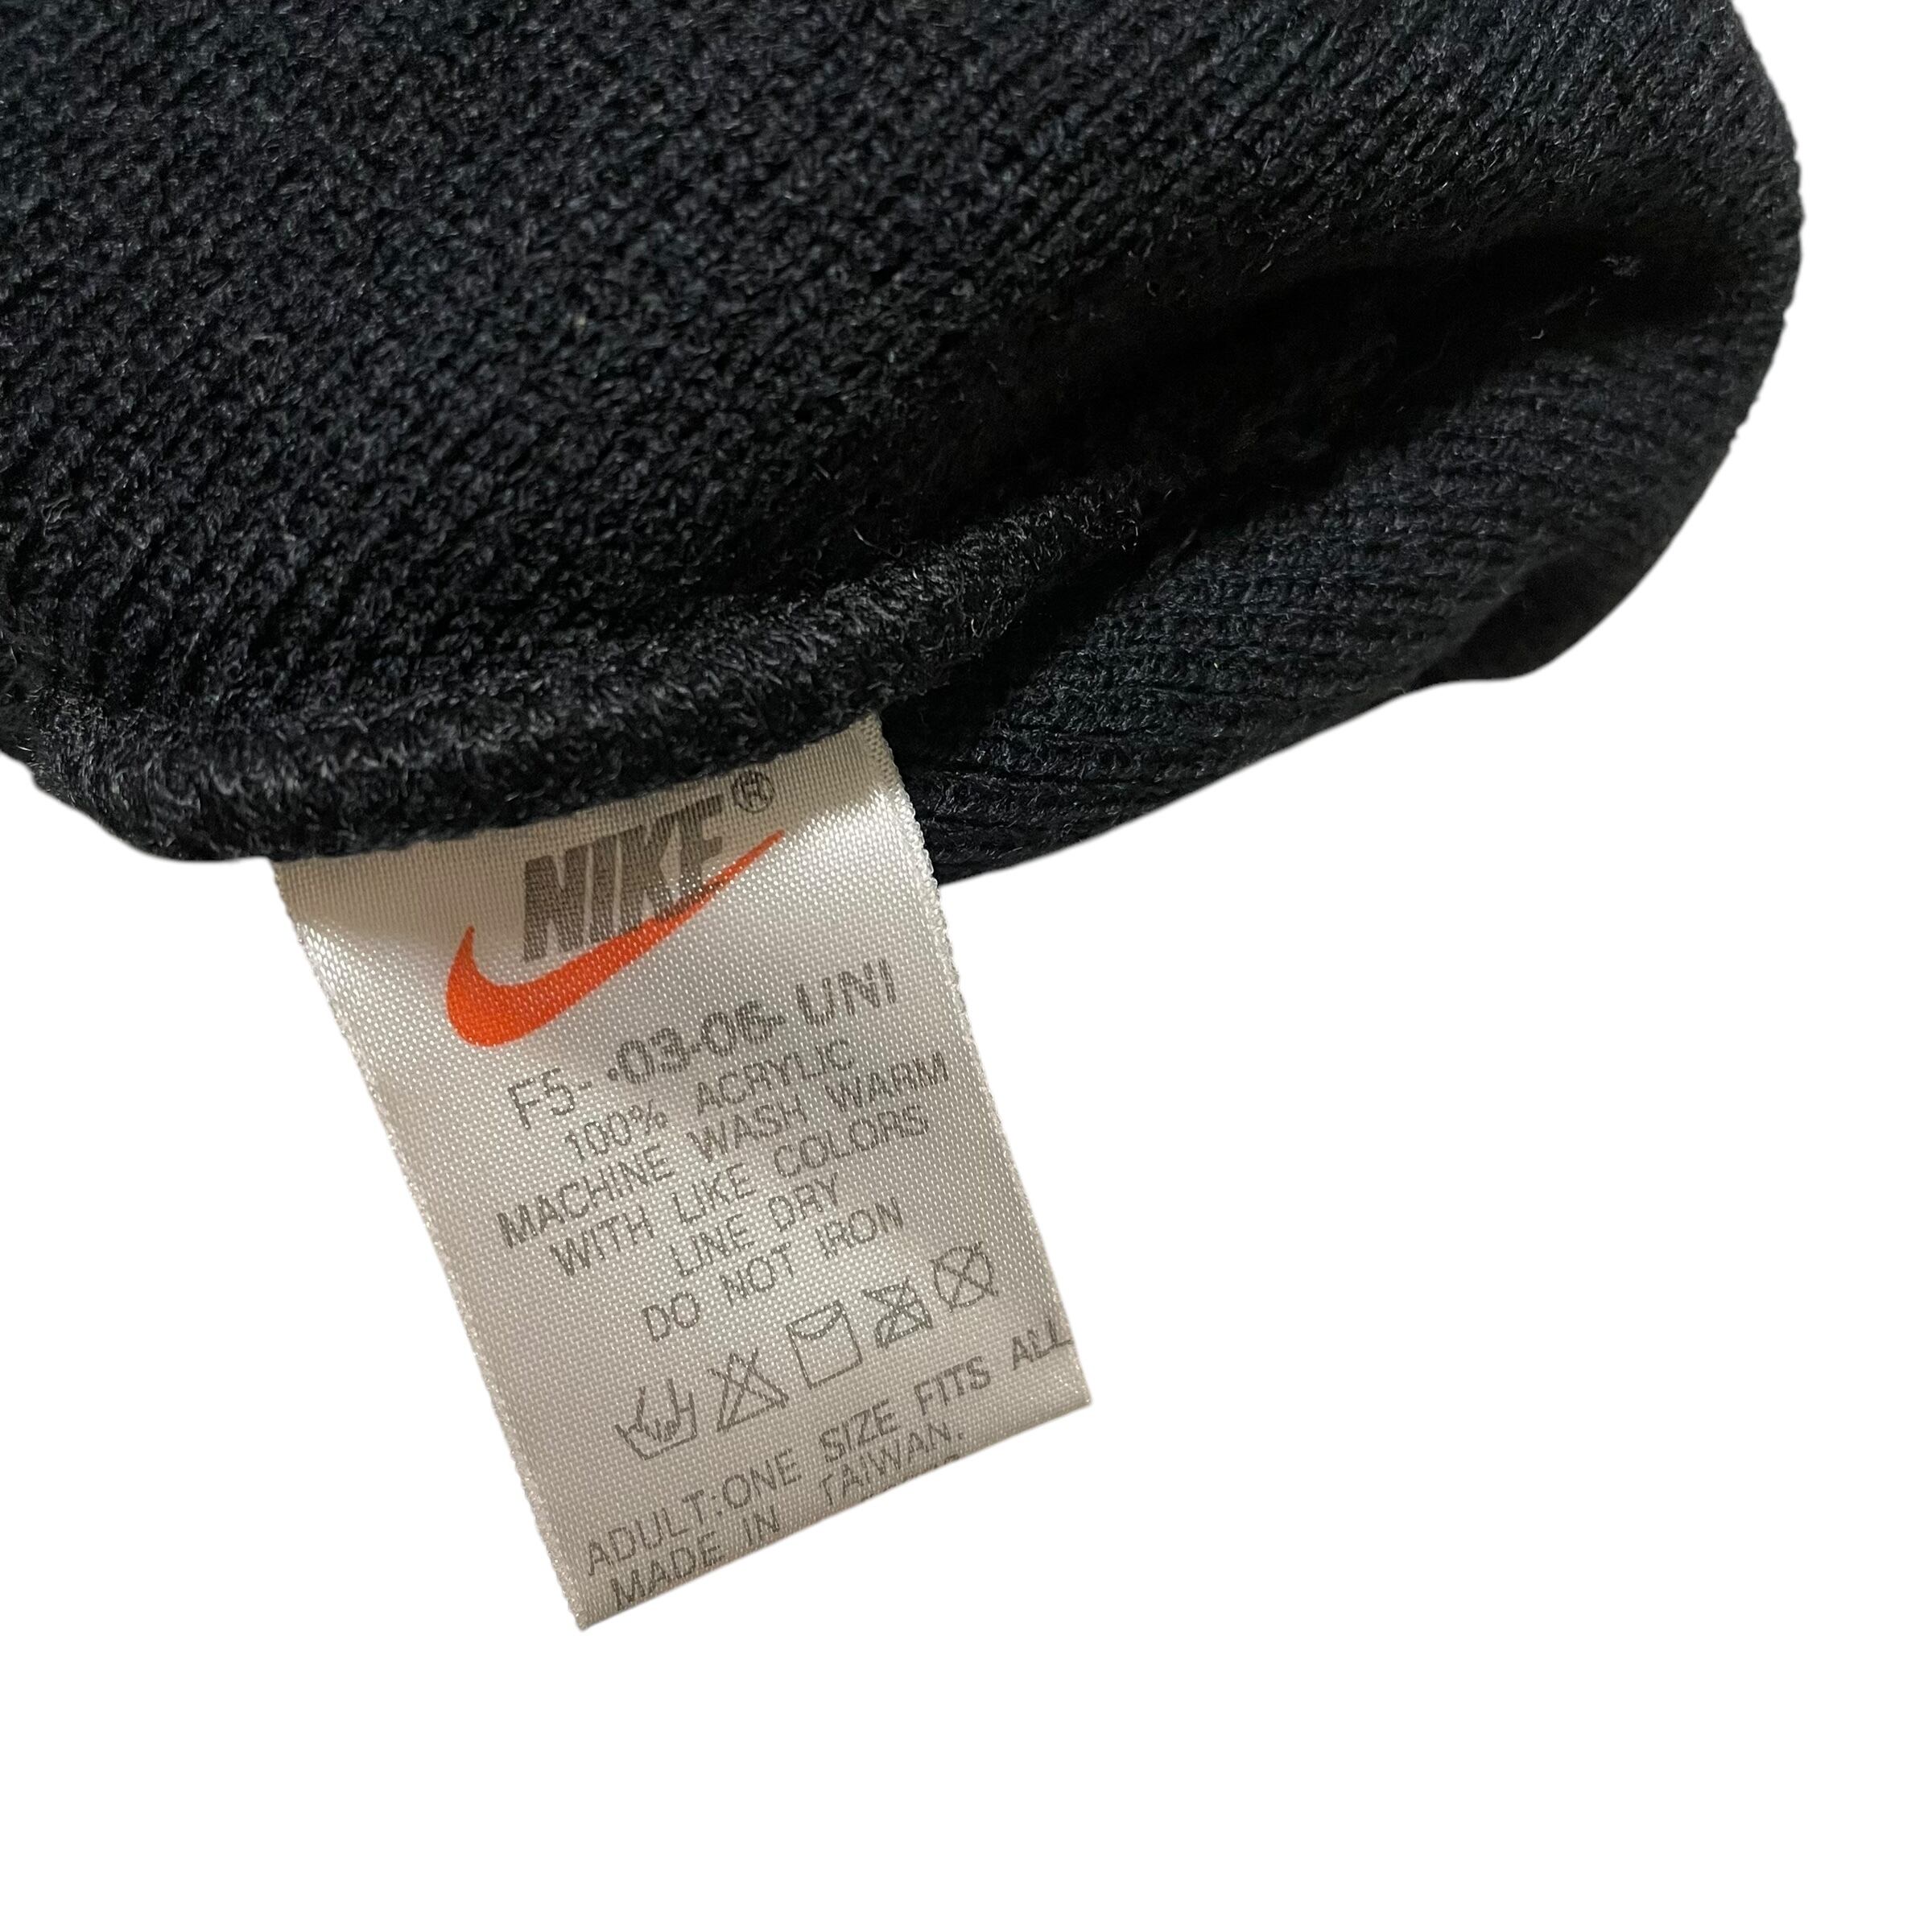 NIKE®
F5-.03-06-UNI
100% ACRYLIC
MACHINE WASH WARM
WITH LIKE COLORS
LINE DRY
DO NOT IRON
ADULT:ONE SIZE FITS ALL
MADE IN TAIWAN.